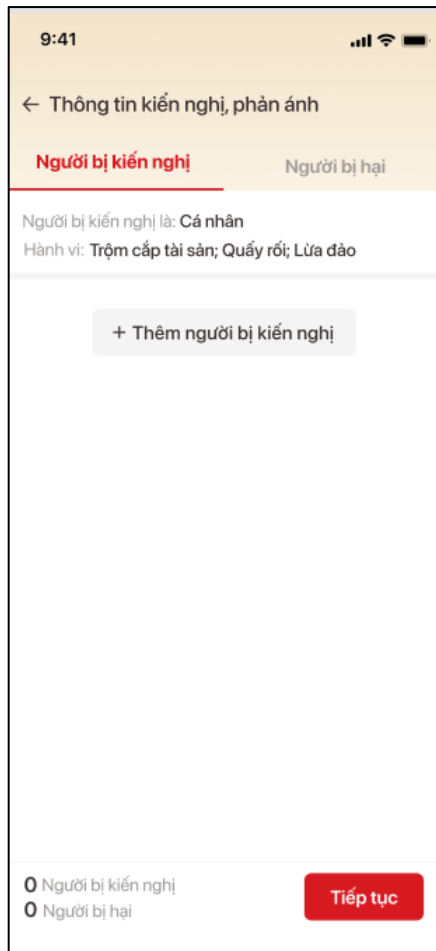 9:41
← Thông tin kiến nghị, phản ánh
Người bị kiến nghị
Người bị hại
Người bị kiến nghị là: Cá nhân
Hành vi: Trộm cắp tài sản; Quấy rối; Lừa đảo
+ Thêm người bị kiến nghị
0 Người bị kiến nghị
0 Người bị hại
Tiếp tục